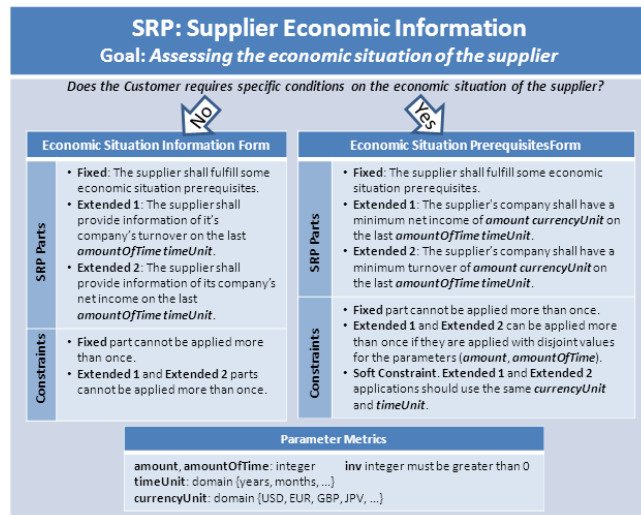 SRP: Supplier Economic Information
Goal: Assessing the economic situation of the supplier
Does the Customer requires specific conditions on the economic situation of the supplier?
No
Yes
Economic Situation Information Form
SRP Parts
• Fixed: The supplier shall fulfill some
economic situation prerequisites.
• Extended 1: The supplier shall
provide information of it's
company's turnover on the last
amountOfTime timeUnit.
• Extended 2: The supplier shall
provide information of its company's
net income on the last
amountOfTime timeUnit.
Constraints
• Fixed part cannot be applied more
than once.
• Extended 1 and Extended 2 parts
cannot be applied more than once.
Economic Situation PrerequisitesForm
SRP Parts
• Fixed: The supplier shall fulfill some economic
situation prerequisites.
• Extended 1: The supplier's company shall have a
minimum net income of amount currencyUnit on
the last amountOfTime timeUnit.
• Extended 2: The supplier's company shall have a
minimum turnover of amount currencyUnit on
the last amountOfTime timeUnit.
Constraints
• Fixed part cannot be applied more than once.
• Extended 1 and Extended 2 can be applied more
than once if they are applied with disjoint values
for the parameters (amount, amountOfTime).
• Soft Constraint. Extended 1 and Extended 2
applications should use the same currencyUnit
and timeUnit.
Parameter Metrics
amount, amountOfTime: integer inv integer must be greater than 0
timeUnit: domain {years, months, ...}
currencyUnit: domain {USD, EUR, GBP, JPV, ...}